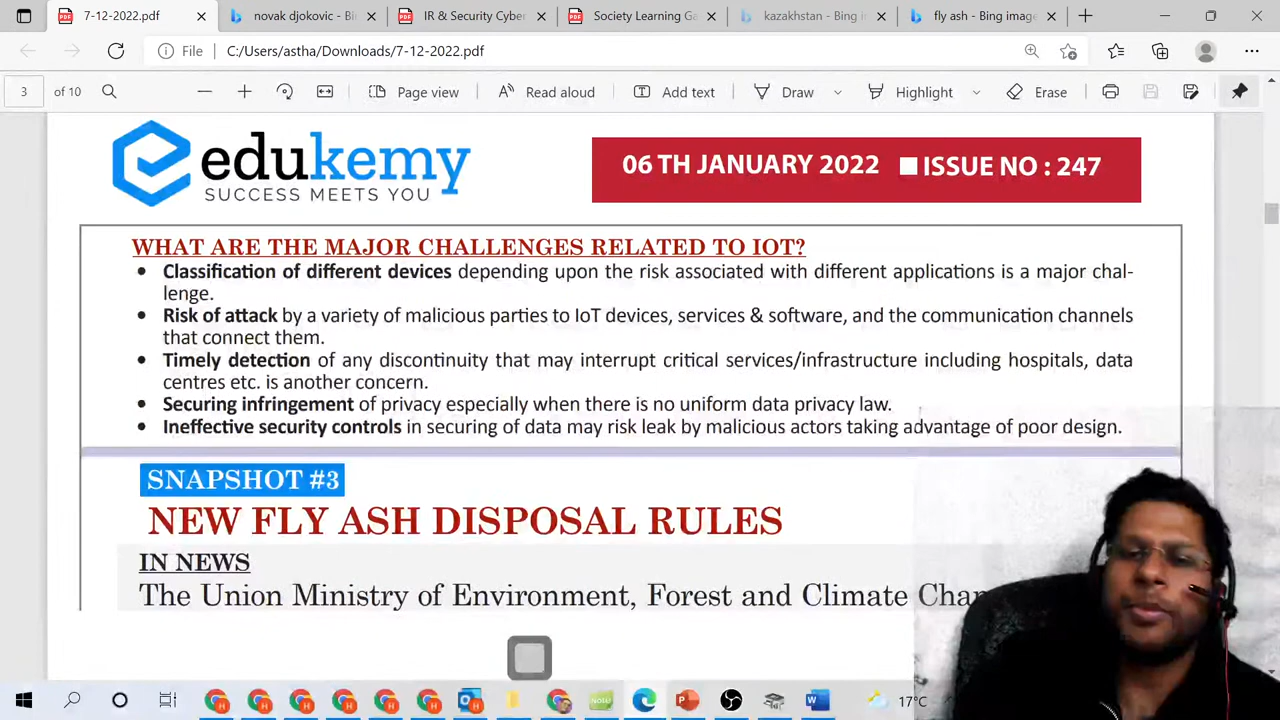 7-12-2022.pdf
novak djokovic - Bi
IR & Security Cyber
Society Learning Ga
kazakhstan - Bing i
fly ash - Bing image
File
C:/Users/astha/Downloads/7-12-2022.pdf
3 of 10
Page view
Read aloud
Add text
Draw
Highlight
Erase
edukemy
SUCCESS MEETS YOU
06 TH JANUARY 2022 ■ ISSUE NO : 247
WHAT ARE THE MAJOR CHALLENGES RELATED TO IOT?
• Classification of different devices depending upon the risk associated with different applications is a major chal-
lenge.
• Risk of attack by a variety of malicious parties to IoT devices, services & software, and the communication channels
that connect them.
• Timely detection of any discontinuity that may interrupt critical services/infrastructure including hospitals, data
centres etc. is another concern.
• Securing infringement of privacy especially when there is no uniform data privacy law.
• Ineffective security controls in securing of data may risk leak by malicious actors taking advantage of poor design.
SNAPSHOT #3
NEW FLY ASH DISPOSAL RULES
IN NEWS
The Union Ministry of Environment, Forest and Climate Chan
17°C